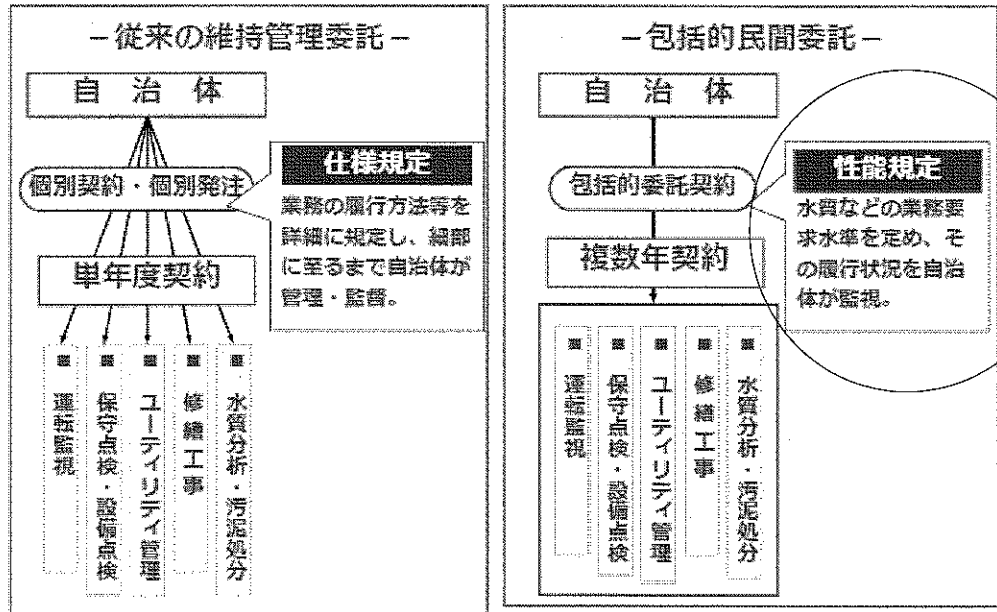 －従来の維持管理委託－
自　治　体
個別契約・個別発注
仕様規定
業務の履行方法等を
詳細に規定し、細部
に至るまで自治体が
管理・監督。
単年度契約
■ 運転監視
■ 保守点検・設備点検
■ ユーティリティ管理
■ 修繕工事
■ 水質分析・汚泥処分
－包括的民間委託－
自　治　体
包括的委託契約
性能規定
水質などの業務要
求水準を定め、そ
の履行状況を自治
体が監視。
複数年契約
■ 運転監視
■ 保守点検・設備点検
■ ユーティリティ管理
■ 修繕工事
■ 水質分析・汚泥処分